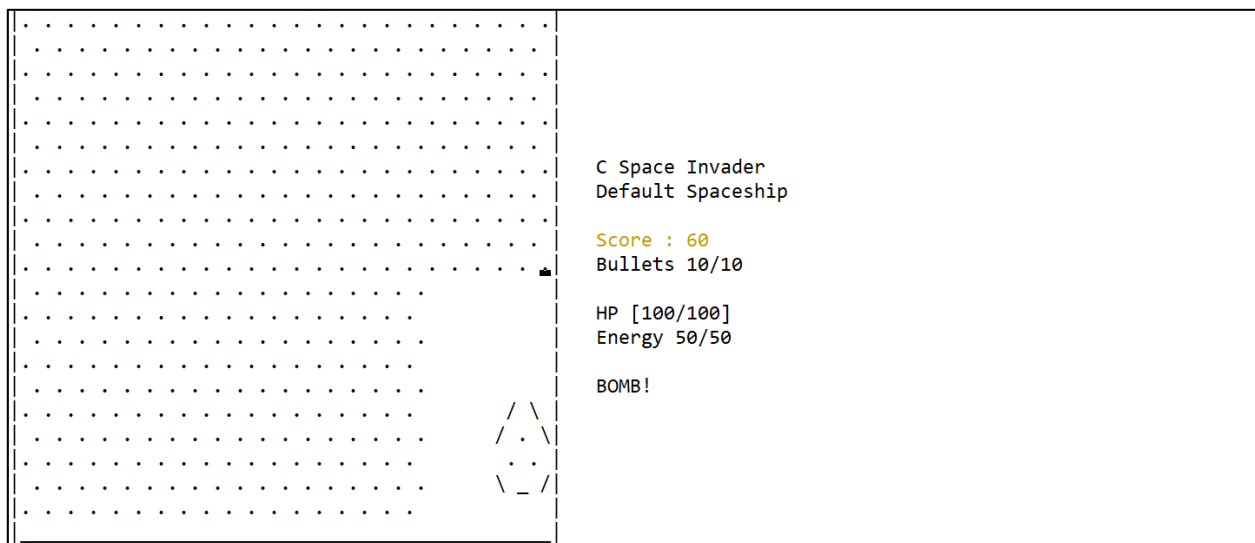 C Space Invader
Default Spaceship
Score : 60
Bullets 10/10
HP [100/100]
Energy 50/50
BOMB!